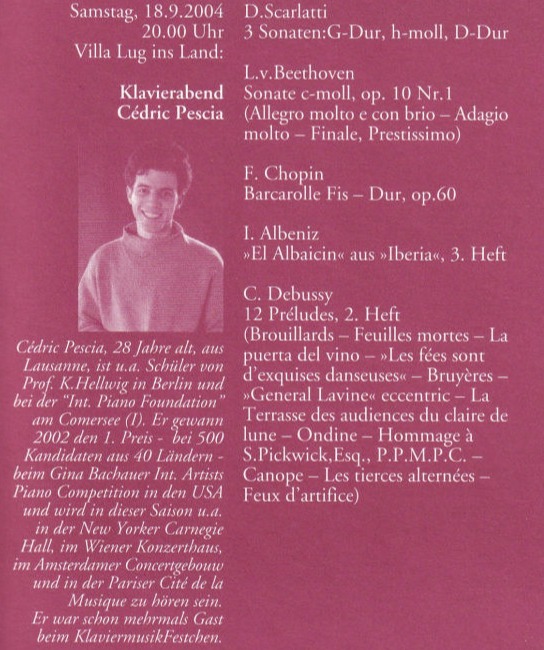 Samstag, 18.9.2004
20.00 Uhr
Villa Lug ins Land:
Klavierabend
Cédric Pescia
Cédric Pescia, 28 Jahre alt, aus
Lausanne, ist u.a. Schüler von
Prof. K.Hellwig in Berlin und
bei der "Int. Piano Foundation"
am Comersee (I). Er gewann
2002 den 1. Preis - bei 500
Kandidaten aus 40 Ländern -
beim Gina Bachauer Int. Artists
Piano Competition in den USA
und wird in dieser Saison u.a.
in der New Yorker Carnegie
Hall, im Wiener Konzerthaus,
im Amsterdamer Concertgebouw
und in der Pariser Cité de la
Musique zu hören sein.
Er war schon mehrmals Gast
beim KlaviermusikFestchen.
D.Scarlatti
3 Sonaten:G-Dur, h-moll, D-Dur
L.v.Beethoven
Sonate c-moll, op. 10 Nr.1
(Allegro molto e con brio – Adagio
molto – Finale, Prestissimo)
F. Chopin
Barcarolle Fis – Dur, op.60
I. Albeniz
»El Albaicin« aus »Iberia«, 3. Heft
C. Debussy
12 Préludes, 2. Heft
(Brouillards – Feuilles mortes – La
puerta del vino – »Les fées sont
d'exquises danseuses« – Bruyères –
»General Lavine« eccentric – La
Terrasse des audiences du claire de
lune – Ondine – Hommage à
S.Pickwick,Esq., P.P.M.P.C. –
Canope – Les tierces alternées –
Feux d'artifice)